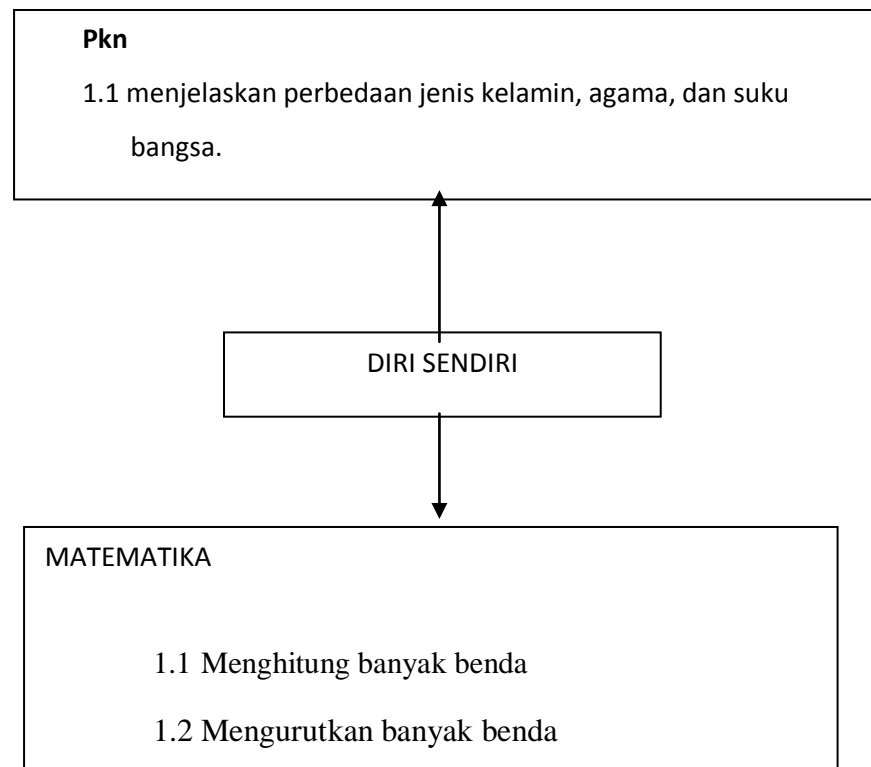 Pkn
1.1 menjelaskan perbedaan jenis kelamin, agama, dan suku
bangsa.
DIRI SENDIRI
MATEMATIKA
1.1 Menghitung banyak benda
1.2 Mengurutkan banyak benda